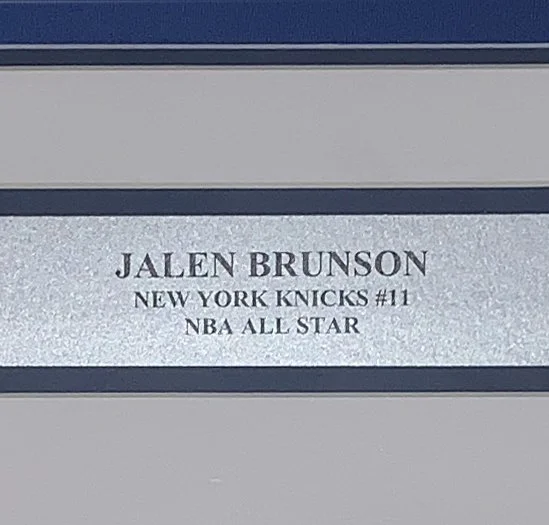 JALEN BRUNSON
NEW YORK KNICKS #11
NBA ALL STAR